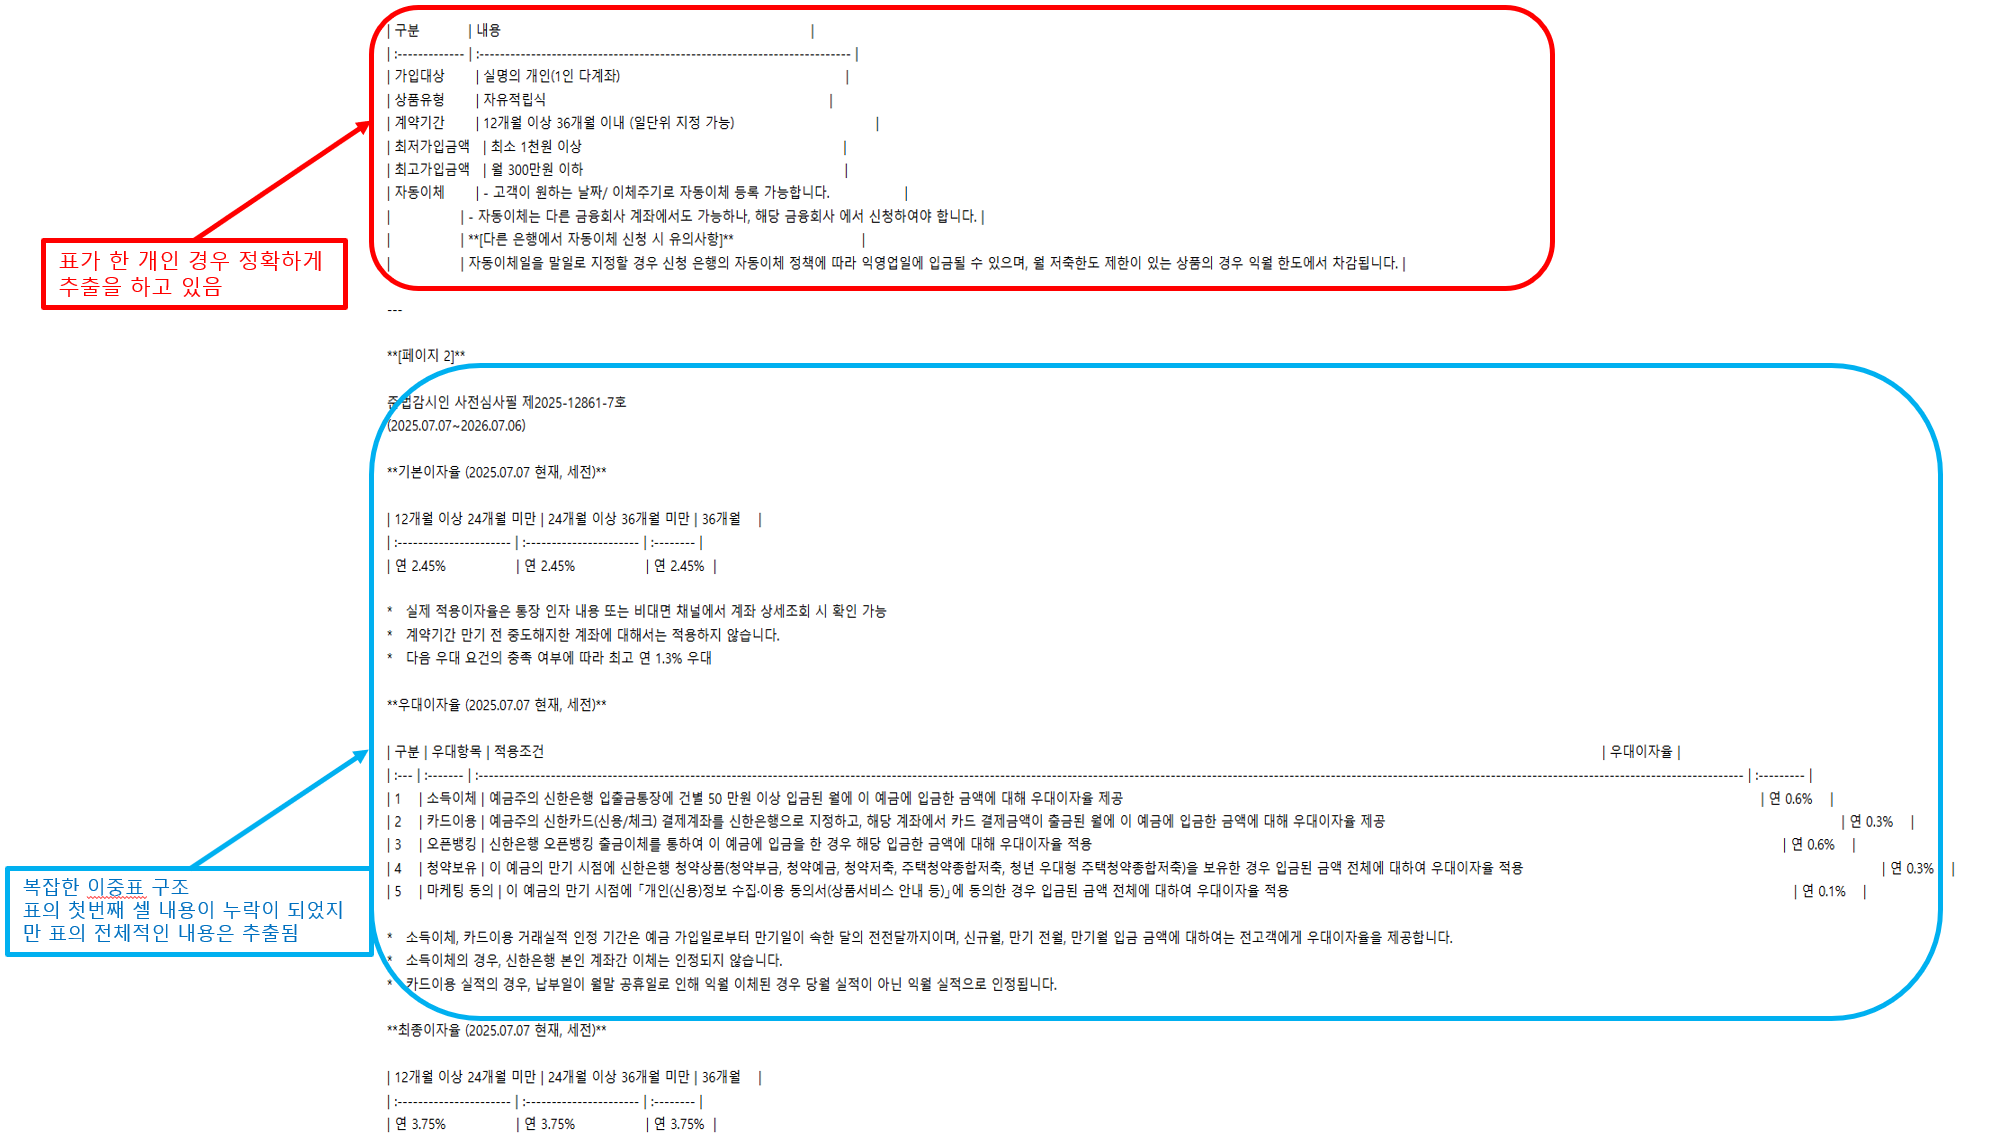 | 구분 | 내용 |
| :------------- | :------------------------------------------------------------------------ |
| 가입대상 | 실명의 개인(1인 다계좌) |
| 상품유형 | 자유적립식 |
| 계약기간 | 12개월 이상 36개월 이내 (일단위 지정 가능) |
| 최저가입금액 | 최소 1천원 이상 |
| 최고가입금액 | 월 300만원 이하 |
| 자동이체 | - 고객이 원하는 날짜/ 이체주기로 자동이체 등록 가능합니다. |
| | - 자동이체는 다른 금융회사 계좌에서도 가능하나, 해당 금융회사 에서 신청하여야 합니다. |
| | **[다른 은행에서 자동이체 신청 시 유의사항]** |
| | 자동이체일을 말일로 지정할 경우 신청 은행의 자동이체 정책에 따라 익영업일에 입금될 수 있으며, 월 저축한도 제한이 있는 상품의 경우 익월 한도에서 차감됩니다. |
표가 한 개인 경우 정확하게
추출을 하고 있음
---
**[페이지 2]**
준법감시인 사전심사필 제2025-12861-7호
(2025.07.07~2026.07.06)
**기본이자율 (2025.07.07 현재, 세전)**
| 12개월 이상 24개월 미만 | 24개월 이상 36개월 미만 | 36개월 |
| :---------------------- | :---------------------- | :-------- |
| 연 2.45% | 연 2.45% | 연 2.45% |
* 실제 적용이자율은 통장 인자 내용 또는 비대면 채널에서 계좌 상세조회 시 확인 가능
* 계약기간 만기 전 중도해지한 계좌에 대해서는 적용하지 않습니다.
* 다음 우대 요건의 충족 여부에 따라 최고 연 1.3% 우대
**우대이자율 (2025.07.07 현재, 세전)**
| 구분 | 우대항목 | 적용조건 | 우대이자율 |
| :--- | :------- | :------------------------------------------------------------------------ | :--------- |
| 1 | 소득이체 | 예금주의 신한은행 입출금통장에 건별 50 만원 이상 입금된 월에 이 예금에 입금한 금액에 대해 우대이자율 제공 | 연 0.6% |
| 2 | 카드이용 | 예금주의 신한카드(신용/체크) 결제계좌를 신한은행으로 지정하고, 해당 계좌에서 카드 결제금액이 출금된 월에 이 예금에 입금한 금액에 대해 우대이자율 제공 | 연 0.3% |
| 3 | 오픈뱅킹 | 신한은행 오픈뱅킹 출금이체를 통하여 이 예금에 입금을 한 경우 해당 입금한 금액에 대해 우대이자율 적용 | 연 0.6% |
| 4 | 청약보유 | 이 예금의 만기 시점에 신한은행 청약상품(청약부금, 청약예금, 청약저축, 주택청약종합저축, 청년 우대형 주택청약종합저축)을 보유한 경우 입금된 금액 전체에 대하여 우대이자율 적용 | 연 0.3% |
| 5 | 마케팅 동의 | 이 예금의 만기 시점에 「개인(신용)정보 수집·이용 동의서(상품서비스 안내 등)」에 동의한 경우 입금된 금액 전체에 대하여 우대이자율 적용 | 연 0.1% |
복잡한 이중표 구조
표의 첫번째 셀 내용이 누락이 되었지
만 표의 전체적인 내용은 추출됨
* 소득이체, 카드이용 거래실적 인정 기간은 예금 가입일로부터 만기일이 속한 달의 전전달까지이며, 신규월, 만기 전월, 만기월 입금 금액에 대하여는 전고객에게 우대이자율을 제공합니다.
* 소득이체의 경우, 신한은행 본인 계좌간 이체는 인정되지 않습니다.
* 카드이용 실적의 경우, 납부일이 월말 공휴일로 인해 익월 이체된 경우 당월 실적이 아닌 익월 실적으로 인정됩니다.
**최종이자율 (2025.07.07 현재, 세전)**
| 12개월 이상 24개월 미만 | 24개월 이상 36개월 미만 | 36개월 |
| :---------------------- | :---------------------- | :-------- |
| 연 3.75% | 연 3.75% | 연 3.75% |